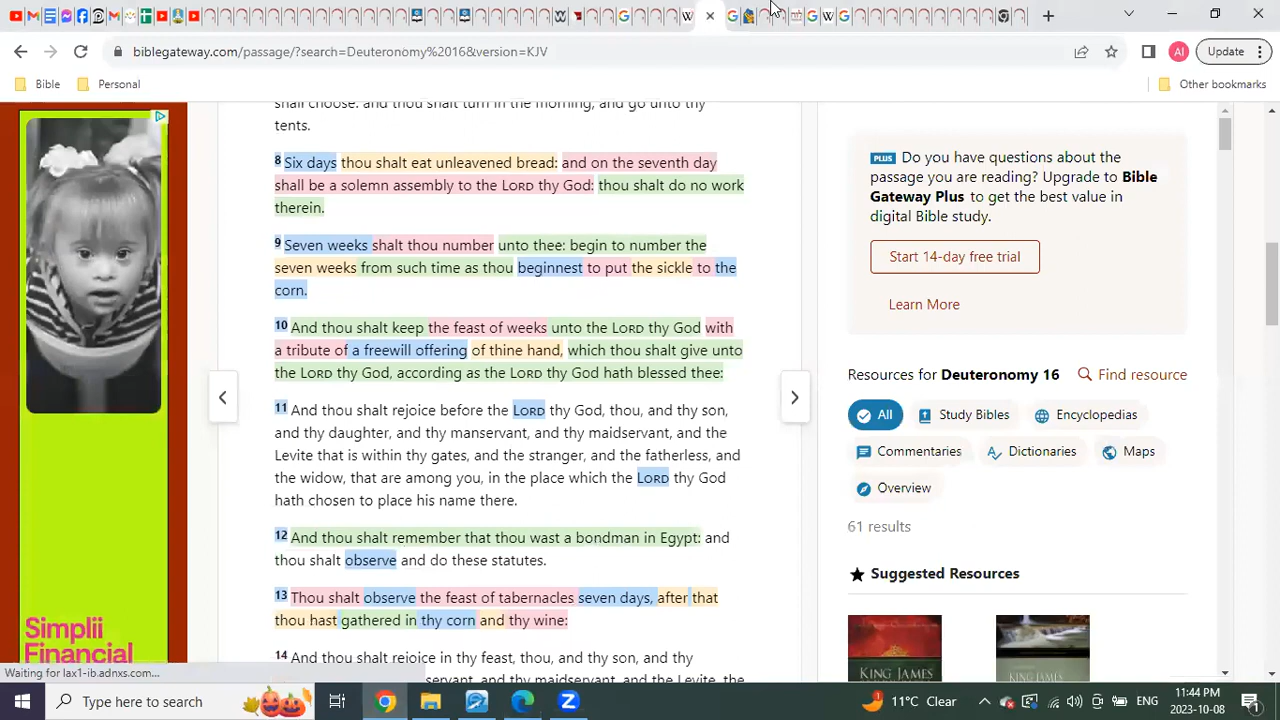 biblegateway.com/passage/?search=Deuteronomy%2016&version=KJV
AI
Update
Bible
Personal
Other bookmarks
shall choose: and thou shalt turn in the morning, and go unto thy
tents.
8 Six days thou shalt eat unleavened bread: and on the seventh day
shall be a solemn assembly to the LORD thy God: thou shalt do no work
therein.
9 Seven weeks shalt thou number unto thee: begin to number the
seven weeks from such time as thou beginnest to put the sickle to the
corn.
10 And thou shalt keep the feast of weeks unto the LORD thy God with
a tribute of a freewill offering of thine hand, which thou shalt give unto
the LORD thy God, according as the LORD thy God hath blessed thee:
11 And thou shalt rejoice before the LORD thy God, thou, and thy son,
and thy daughter, and thy manservant, and thy maidservant, and the
Levite that is within thy gates, and the stranger, and the fatherless, and
the widow, that are among you, in the place which the LORD thy God
hath chosen to place his name there.
12 And thou shalt remember that thou wast a bondman in Egypt: and
thou shalt observe and do these statutes.
13 Thou shalt observe the feast of tabernacles seven days, after that
thou hast gathered in thy corn and thy wine:
14 And thou shalt rejoice in thy feast, thou, and thy son, and thy
servant, and thy maidservant, and the Levite, the
PLUS Do you have questions about the
passage you are reading? Upgrade to Bible
Gateway Plus to get the best value in
digital Bible study.
Start 14-day free trial
Learn More
Resources for Deuteronomy 16
Find resource
All
Study Bibles
Encyclopedias
Commentaries
Dictionaries
Maps
Overview
61 results
Suggested Resources
KING JAMES
KING JAMES
Simplii
Financial
Waiting for lax1-ib.adnxs.com...
Type here to search
1
11°C Clear
ENG
11:44 PM
2023-10-08
1